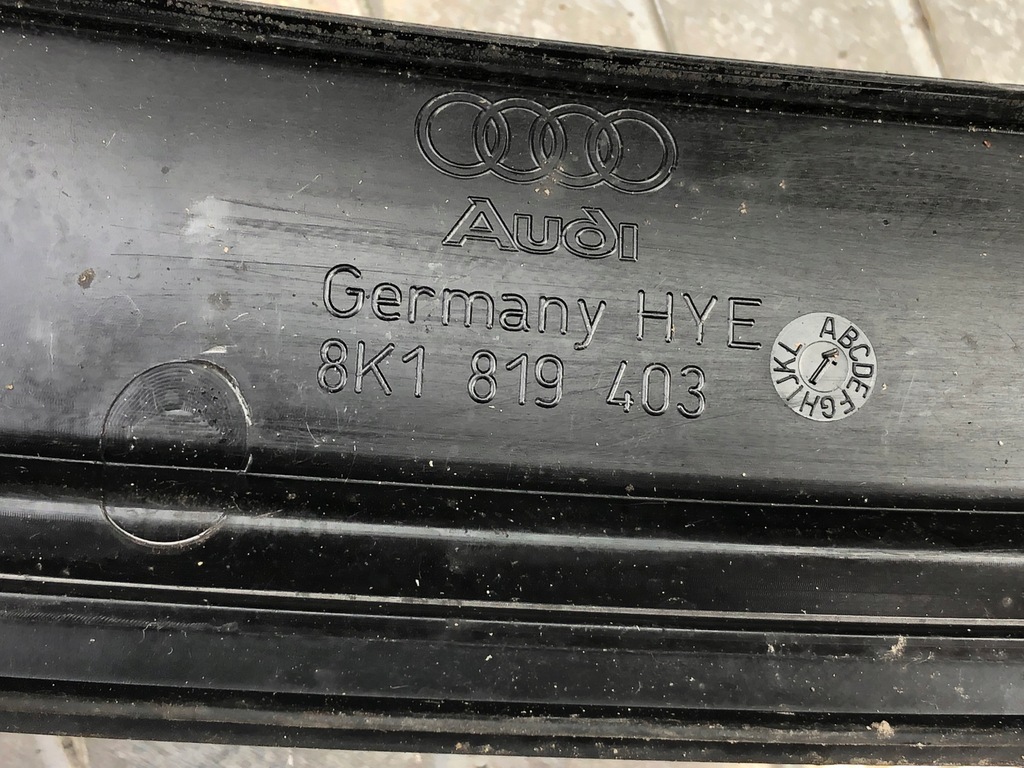 Audi
Germany HYE
8K1 819 403
ABCDEFGHIJKL